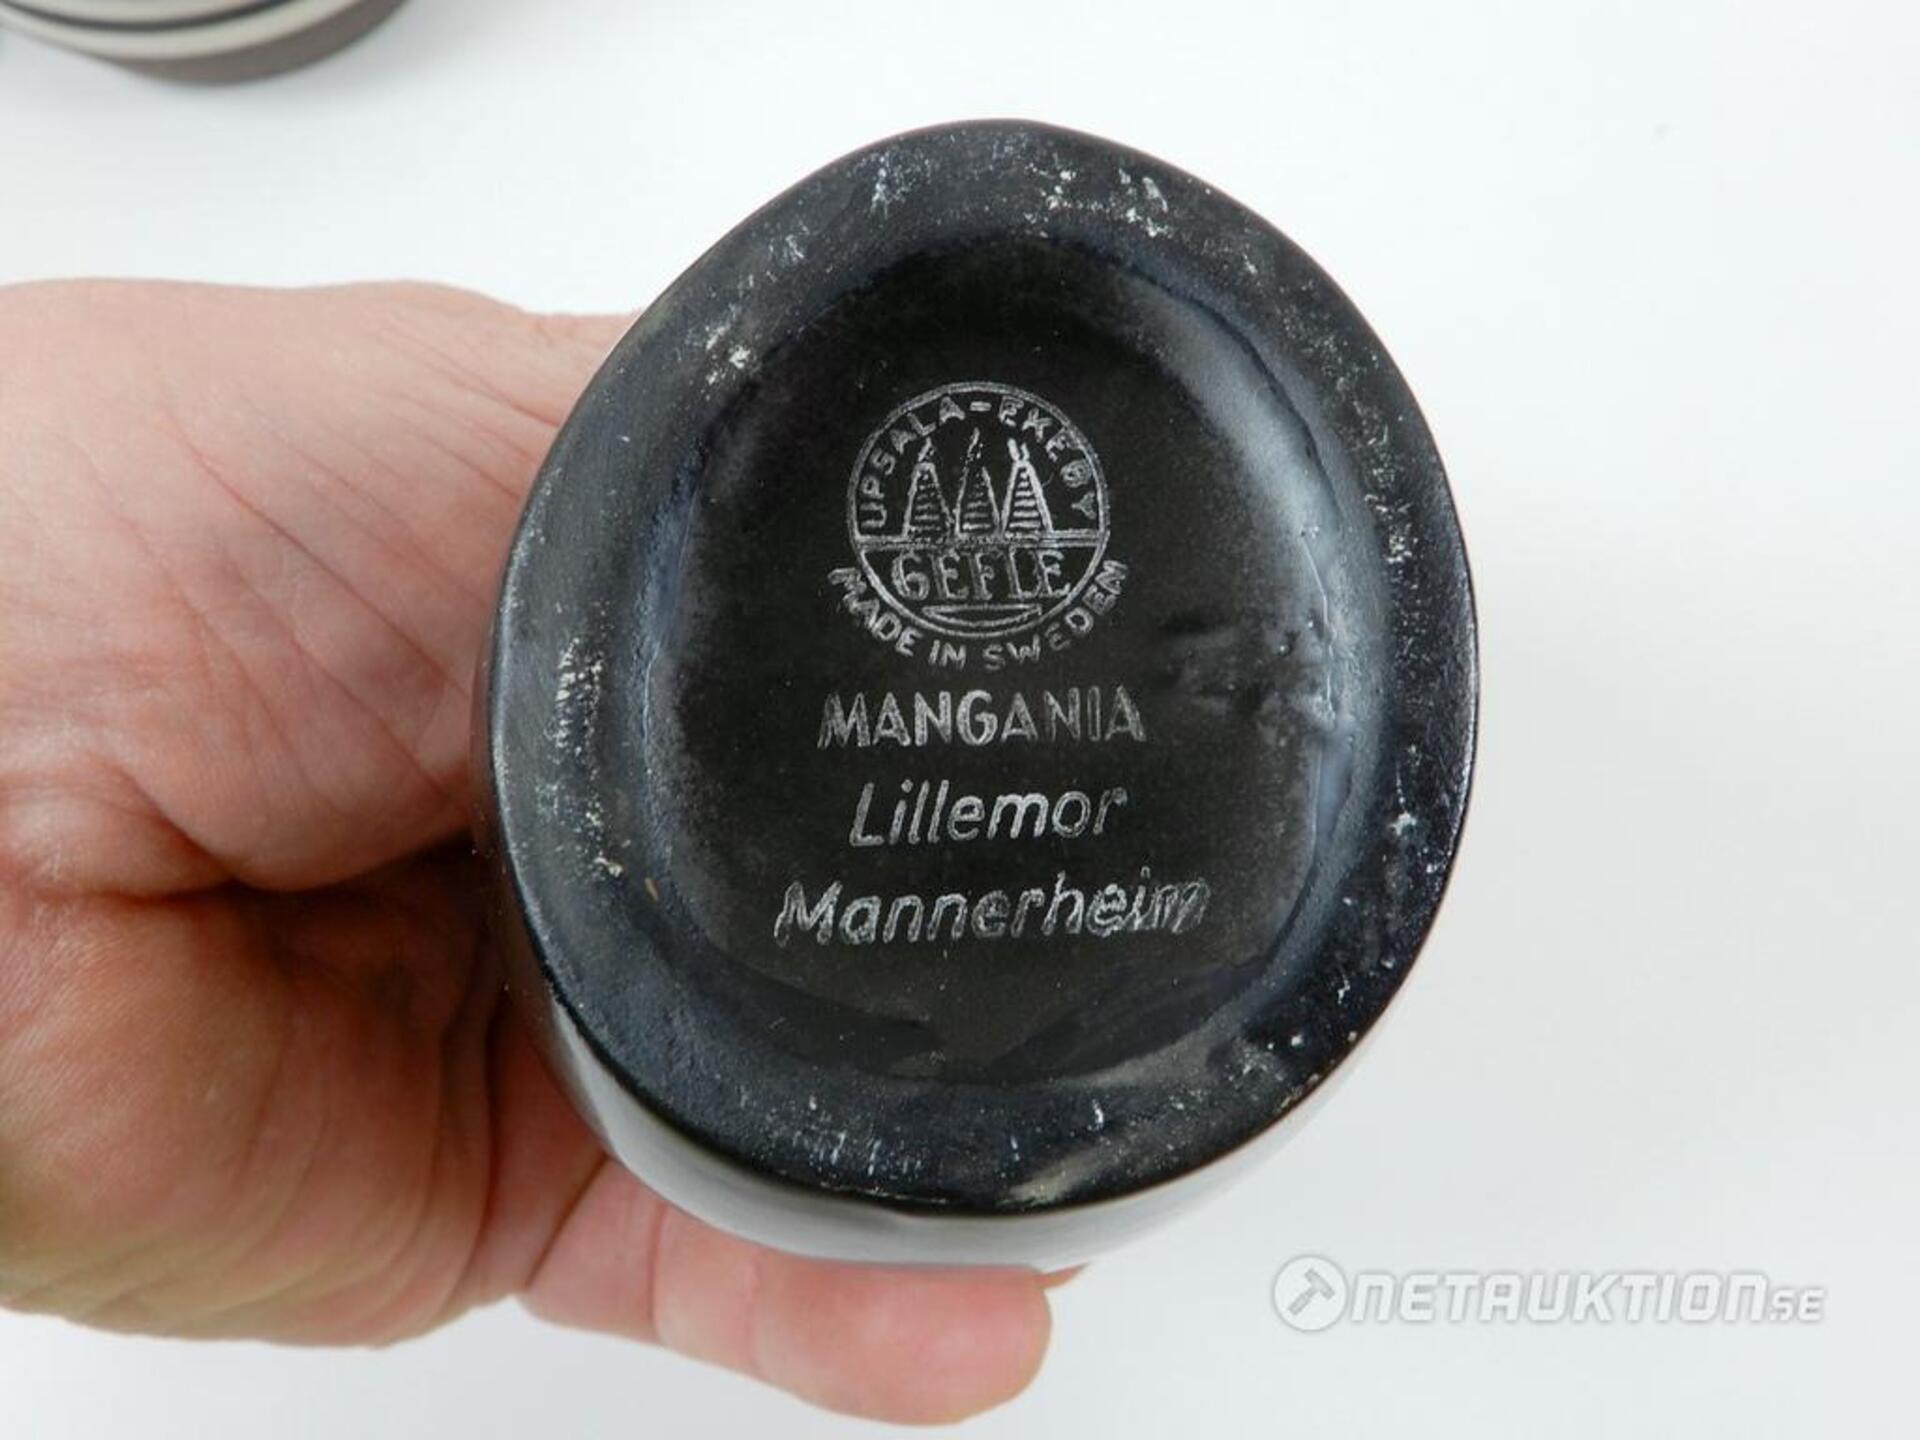 UPSALA-EKEBY
GEFLE
MADE IN SWEDEN
MANGANIA
Lillemor
Mannerheim
NETAUKTION.SE